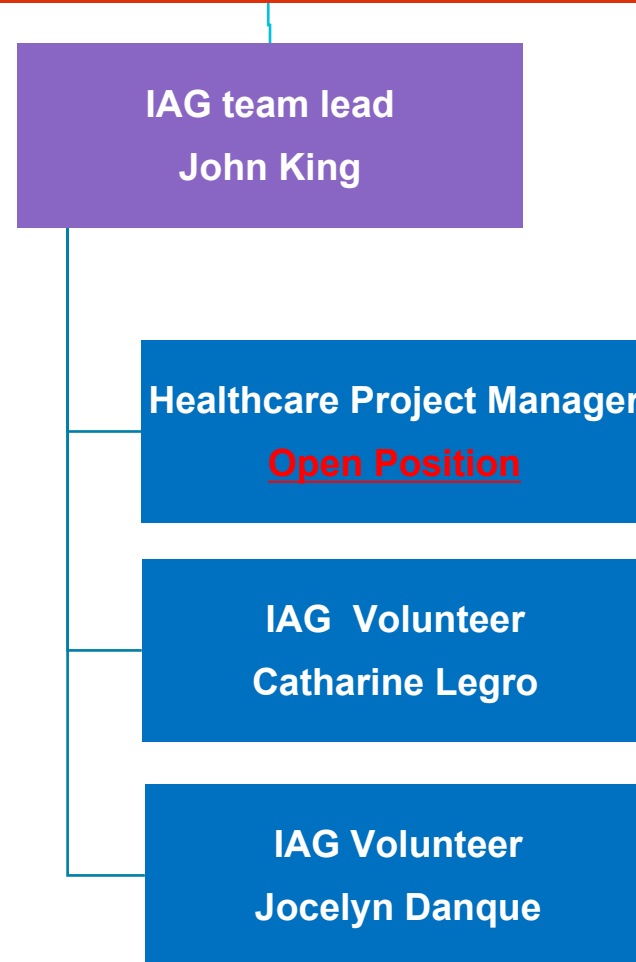 IAG team lead
John King
Healthcare Project Manager
Open Position
IAG  Volunteer
Catharine Legro
IAG Volunteer
Jocelyn Danque